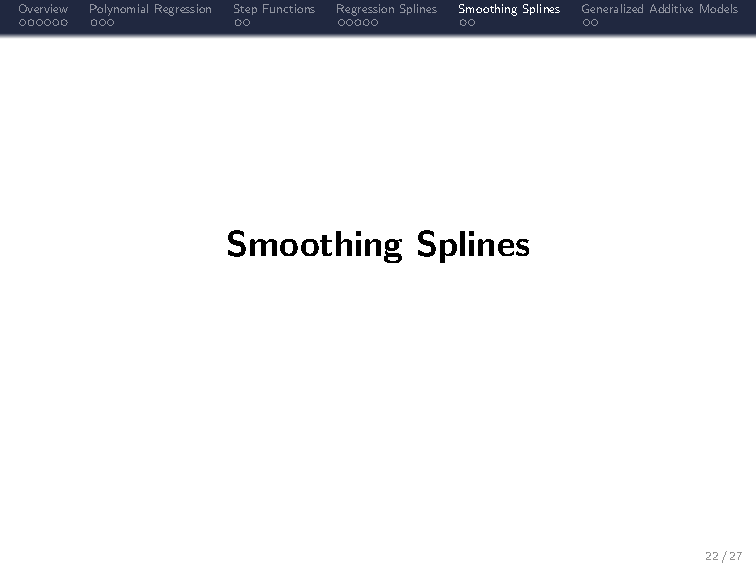 Overview Polynomial Regression Step Functions Regression Splines Smoothing Splines Generalized Additive Models
Smoothing Splines
22 / 27